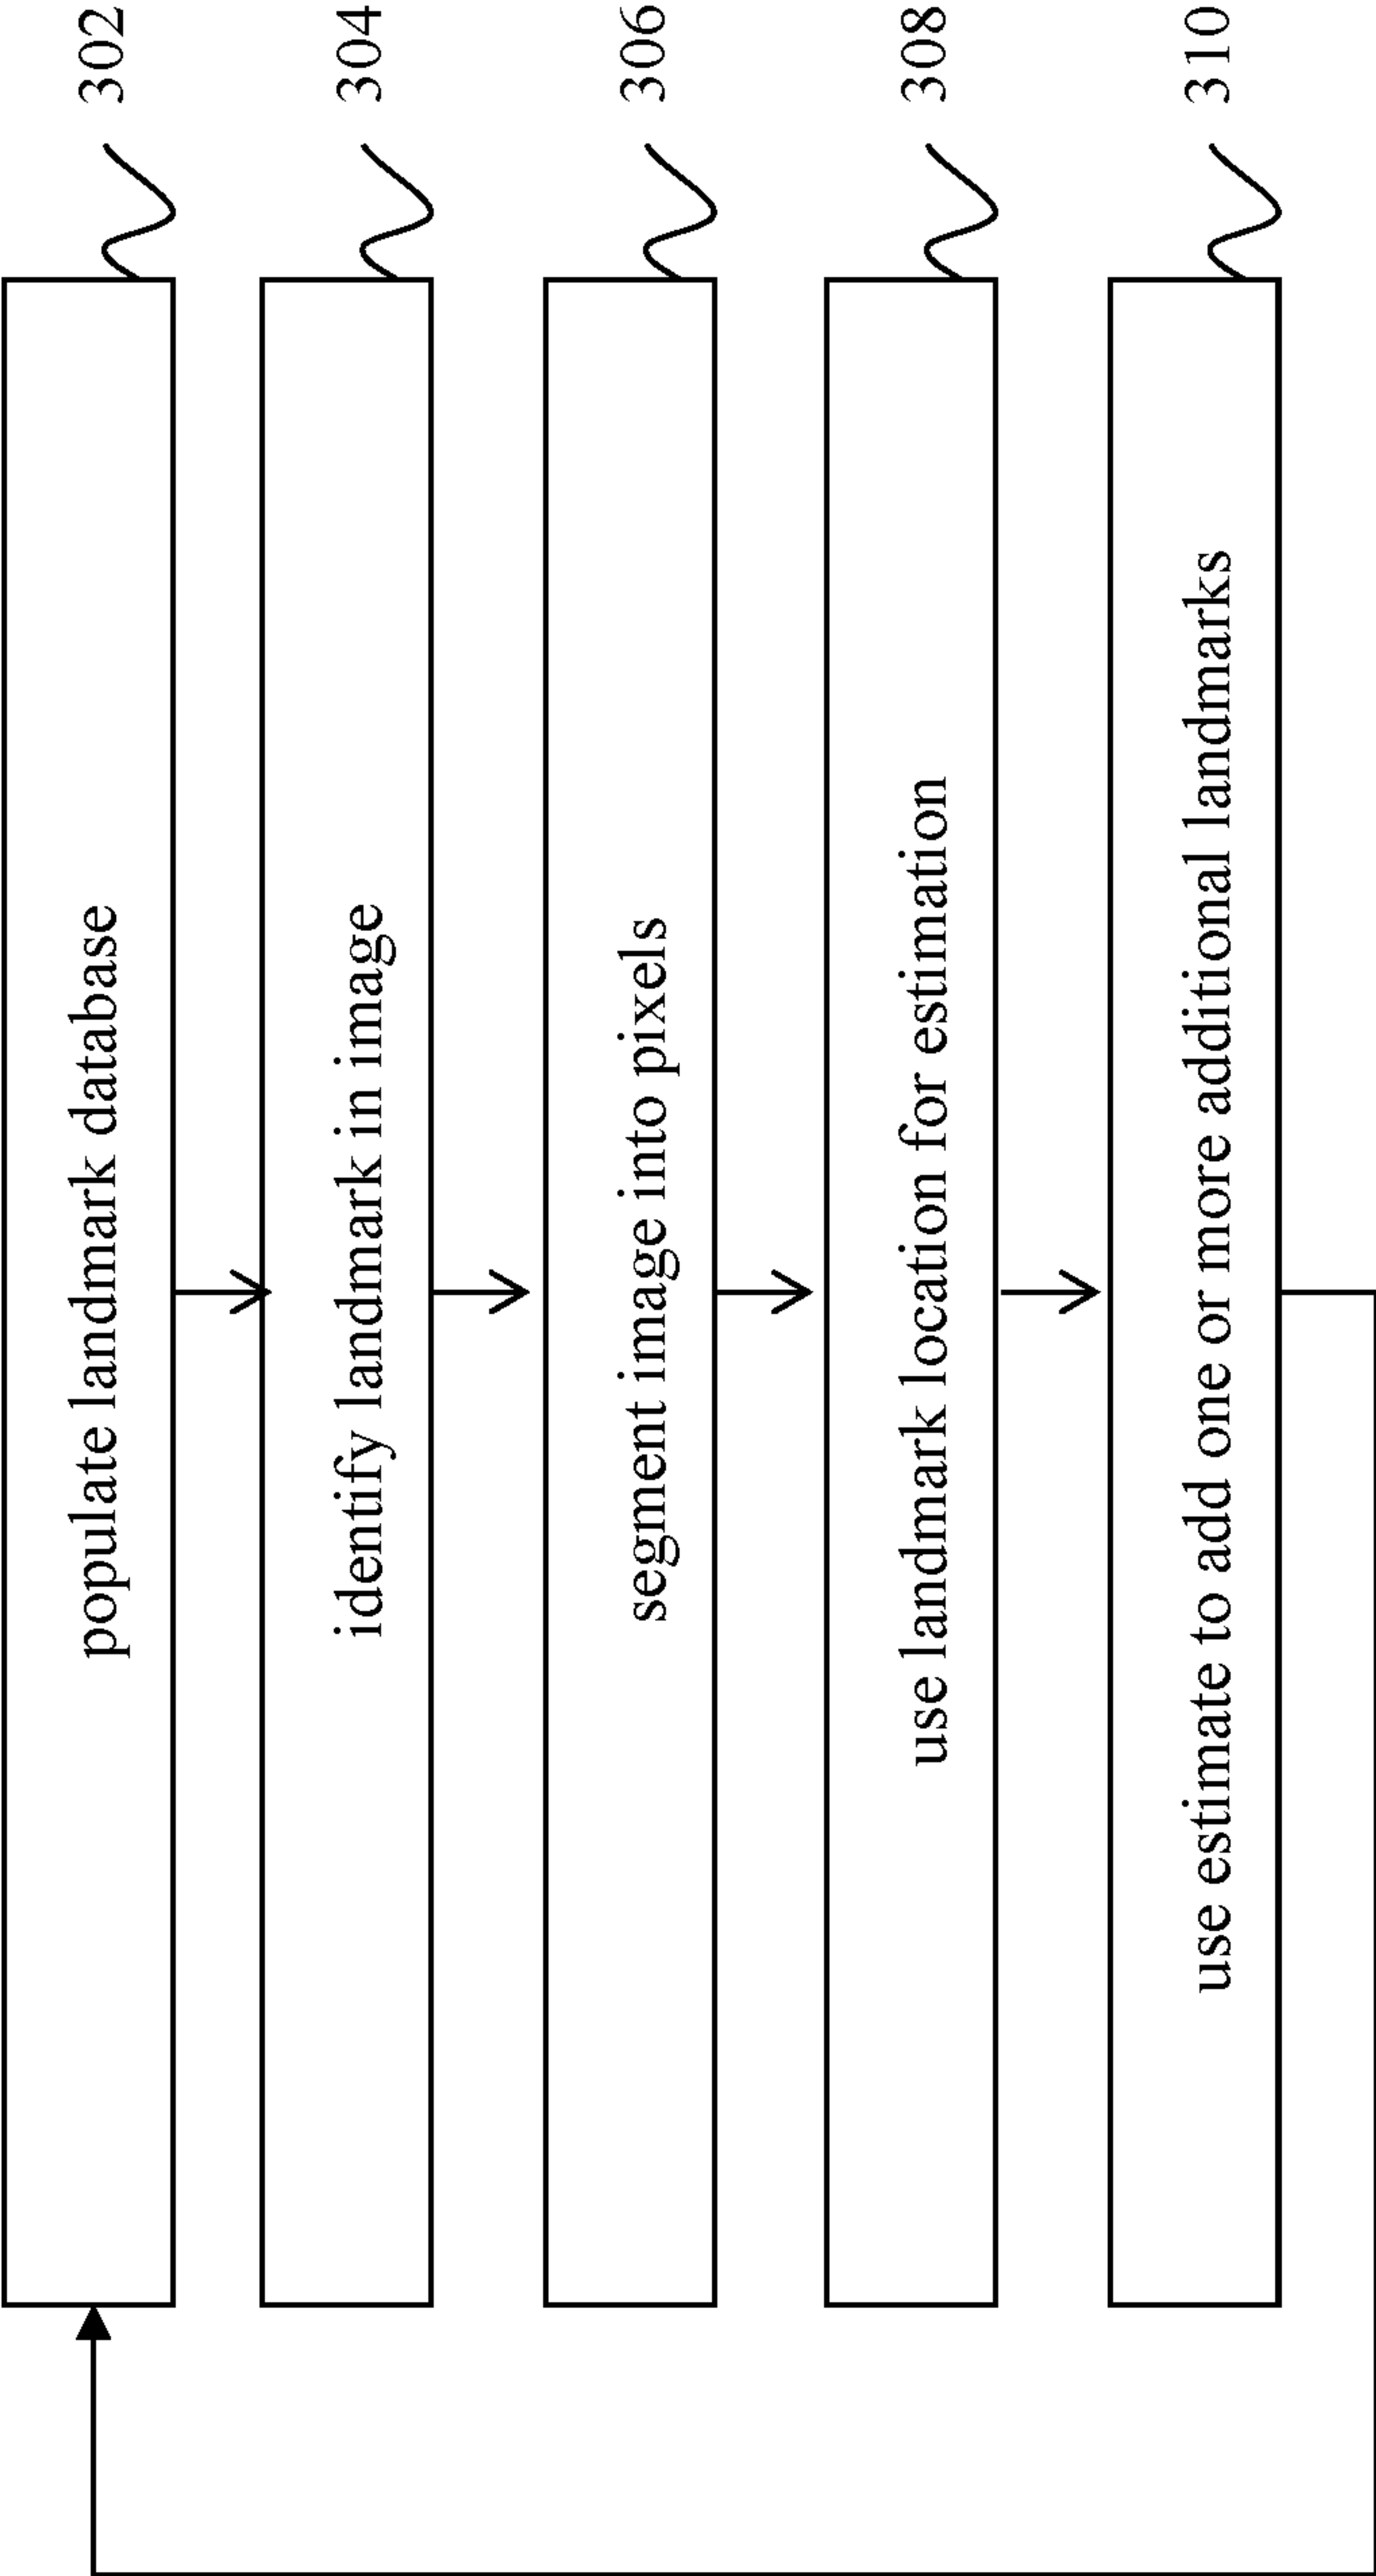 populate landmark database 302
identify landmark in image 304
segment image into pixels 306
use landmark location for estimation 308
use estimate to add one or more additional landmarks 310